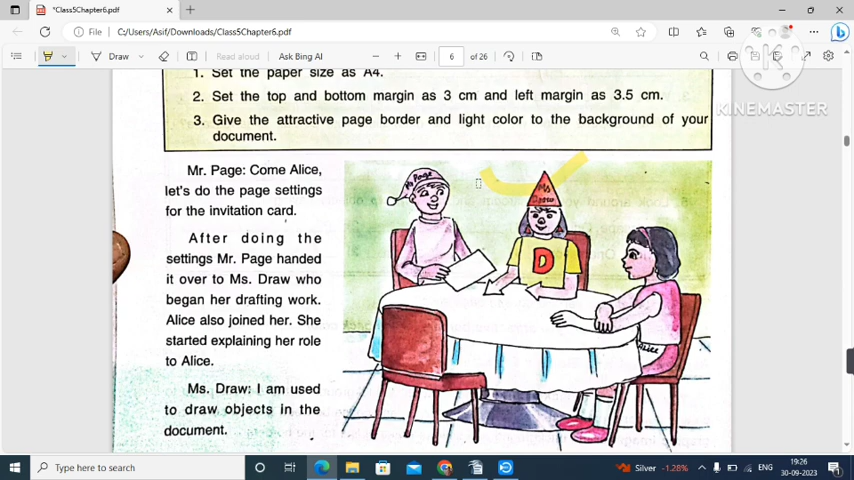 Class5Chapter6.pdf
File
C:/Users/Asif/Downloads/Class5Chapter6.pdf
Draw
Read aloud
Ask Bing AI
6
of 26
KINEMASTER
1. Set the paper size as A4.
2. Set the top and bottom margin as 3 cm and left margin as 3.5 cm.
3. Give the attractive page border and light color to the background of your
document.
Mr. Page: Come Alice,
let's do the page settings
for the invitation card.
After doing the
settings Mr. Page handed
it over to Ms. Draw who
began her drafting work.
Alice also joined her. She
started explaining her role
to Alice.
Ms. Draw: I am used
to draw objects in the
document.
Ms
Draw
D
Alice
Type here to search
Silver -1.28%
ENG
19:26
30-09-2023